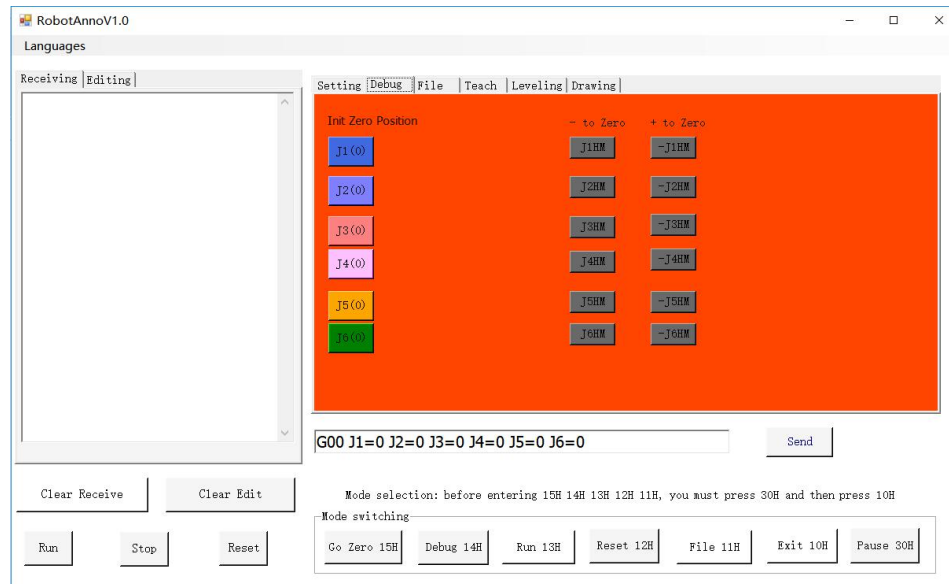 RobotAnnoV1.0
Languages
Receiving Editing
Setting Debug File Teach Leveling Drawing
Init Zero Position - to Zero + to Zero
J1(0) J1HM -J1HM
J2(0) J2HM -J2HM
J3(0) J3HM -J3HM
J4(0) J4HM -J4HM
J5(0) J5HM -J5HM
J6(0) J6HM -J6HM
G00 J1=0 J2=0 J3=0 J4=0 J5=0 J6=0 Send
Clear Receive Clear Edit
Mode selection: before entering 15H 14H 13H 12H 11H, you must press 30H and then press 10H
Mode switching
Run Stop Reset
Go Zero 15H Debug 14H Run 13H Reset 12H File 11H Exit 10H Pause 30H